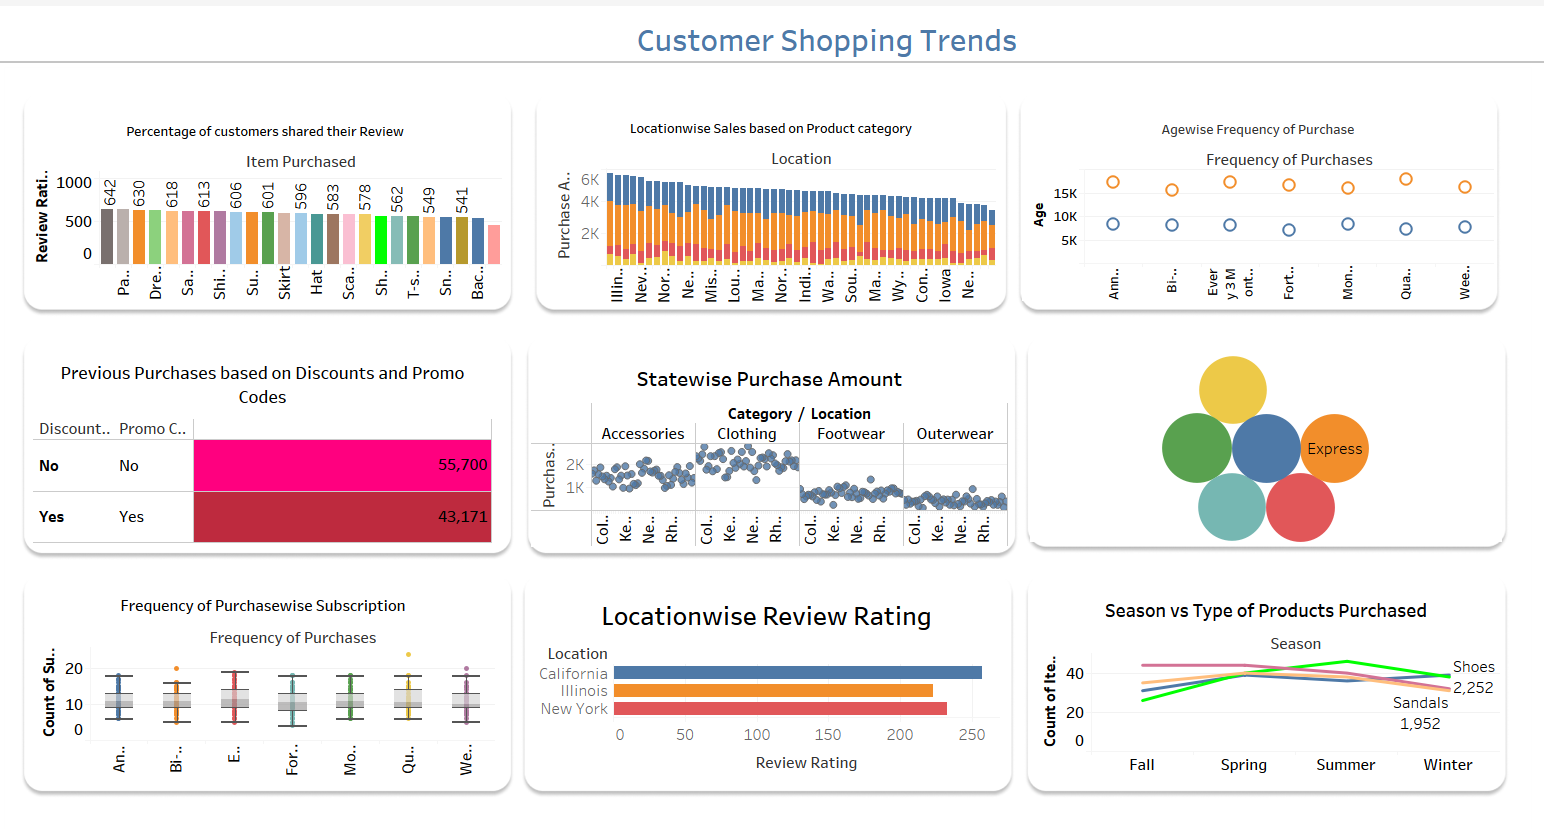 Customer Shopping Trends
Percentage of customers shared their Review
Item Purchased
Review Rati..
1000
500
0
642
630
618
613
606
601
596
583
578
562
549
541
Pa..
Dre..
Sa..
Shi..
Su..
Skirt
Hat
Sca..
Sh..
T-s..
Sn..
Bac..
Locationwise Sales based on Product category
Location
Purchase A..
6K
4K
2K
Illin..
Nev..
Nor..
Ne..
Mis..
Lou..
Ma..
Nor..
Indi..
Wa..
Sou..
Ma..
Wy..
Con..
Iowa
Ne..
Agewise Frequency of Purchase
Frequency of Purchases
Age
15K
10K
5K
Ann..
Bi-..
Ever
y 3 M
ont..
Fort..
Mon..
Qua..
Wee..
Previous Purchases based on Discounts and Promo
Codes
Discount.. Promo C..
No No 55,700
Yes Yes 43,171
Statewise Purchase Amount
Category / Location
Accessories Clothing Footwear Outerwear
Purchas..
2K
1K
Col.. Ke.. Ne.. Rh.. Col.. Ke.. Ne.. Rh.. Col.. Ke.. Ne.. Rh.. Col.. Ke.. Ne.. Rh..
Express
Frequency of Purchasewise Subscription
Frequency of Purchases
Count of Su..
20
10
0
An..
Bi-..
E..
For..
Mo..
Qu..
We..
Locationwise Review Rating
Location
California
Illinois
New York
0 50 100 150 200 250
Review Rating
Season vs Type of Products Purchased
Season
Count of Ite..
40
20
0
Shoes
2,252
Sandals
1,952
Fall Spring Summer Winter